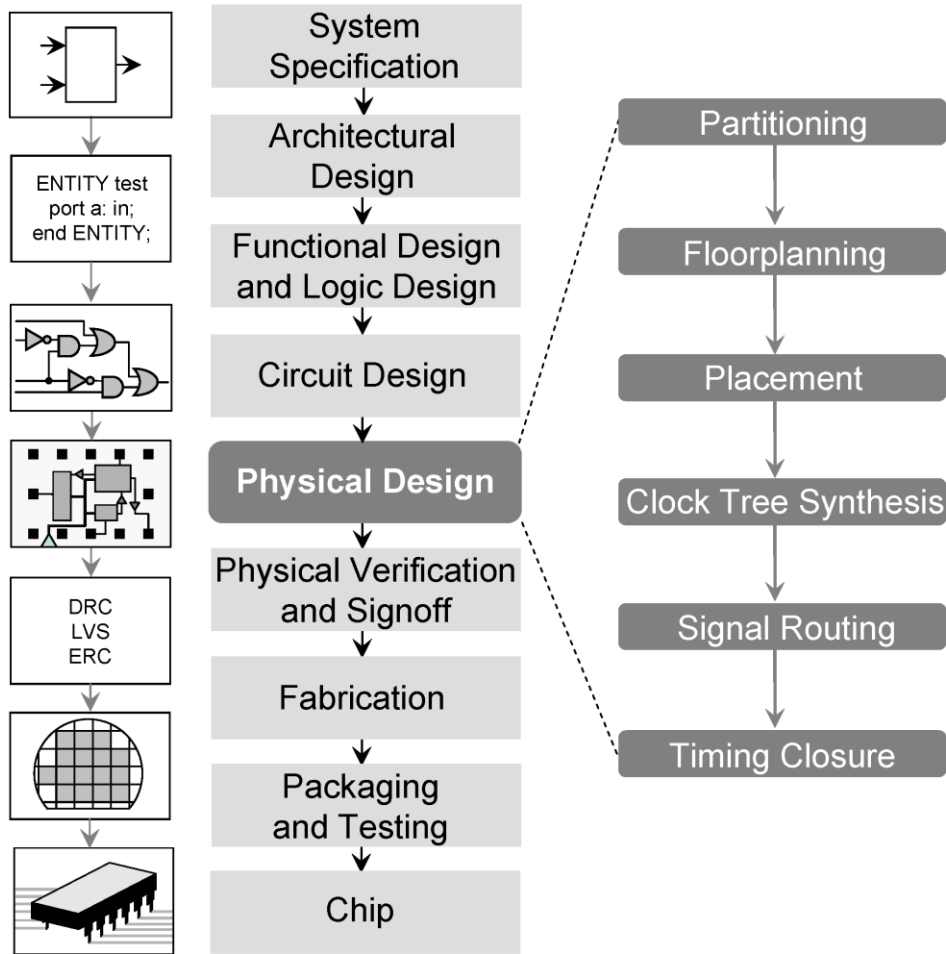 ENTITY test
port a: in;
end ENTITY;
DRC
LVS
ERC
System
Specification
Architectural
Design
Functional Design
and Logic Design
Circuit Design
Physical Design
Physical Verification
and Signoff
Fabrication
Packaging
and Testing
Chip
Partitioning
Floorplanning
Placement
Clock Tree Synthesis
Signal Routing
Timing Closure